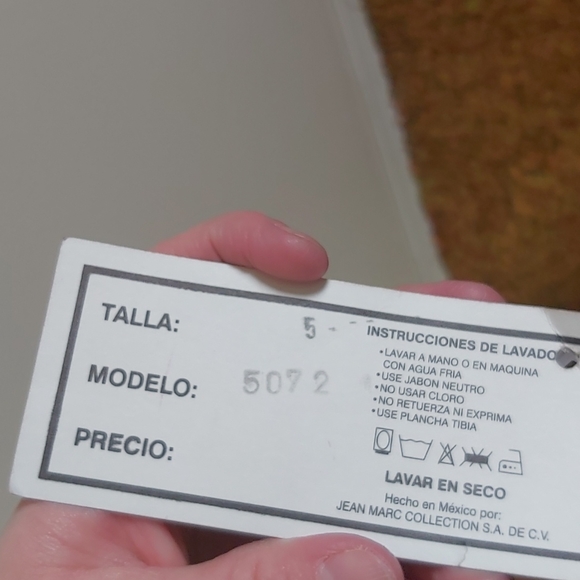 TALLA: 5
MODELO: 5072
PRECIO:
INSTRUCCIONES DE LAVADO
•LAVAR A MANO O EN MAQUINA
CON AGUA FRIA
•USE JABON NEUTRO
•NO USAR CLORO
•NO RETUERZA NI EXPRIMA
•USE PLANCHA TIBIA
LAVAR EN SECO
Hecho en México por:
JEAN MARC COLLECTION S.A. DE C.V.